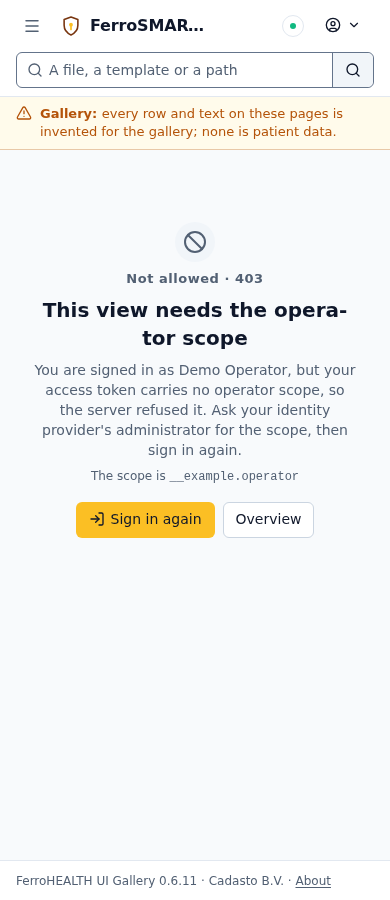 FerroSMAR...
A file, a template or a path
Gallery: every row and text on these pages is
invented for the gallery; none is patient data.
Not allowed · 403
This view needs the opera-
tor scope
You are signed in as Demo Operator, but your
access token carries no operator scope, so
the server refused it. Ask your identity
provider's administrator for the scope, then
sign in again.
The scope is __example.operator
Sign in again
Overview
FerroHEALTH UI Gallery 0.6.11 · Cadasto B.V. · About